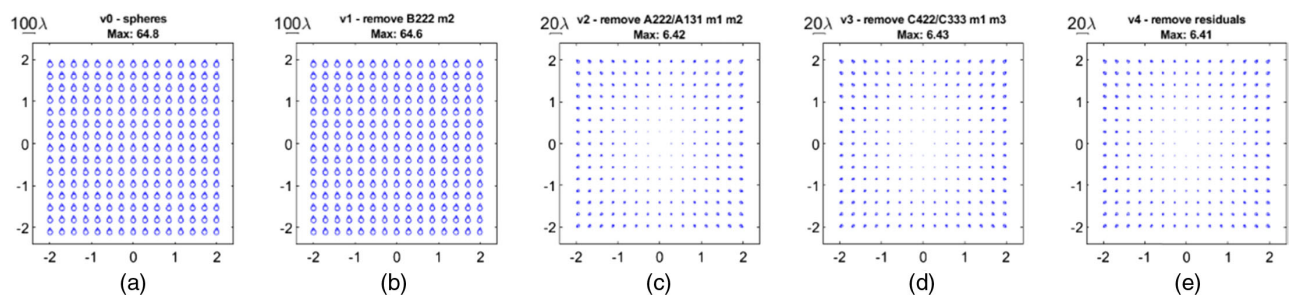 100λ
v0 - spheres
Max: 64.8
2
1
0
-1
-2
-2 -1 0 1 2
(a)
100λ
v1 - remove B222 m2
Max: 64.6
2
1
0
-1
-2
-2 -1 0 1 2
(b)
20λ
v2 - remove A222/A131 m1 m2
Max: 6.42
2
1
0
-1
-2
-2 -1 0 1 2
(c)
20λ
v3 - remove C422/C333 m1 m3
Max: 6.43
2
1
0
-1
-2
-2 -1 0 1 2
(d)
20λ
v4 - remove residuals
Max: 6.41
2
1
0
-1
-2
-2 -1 0 1 2
(e)